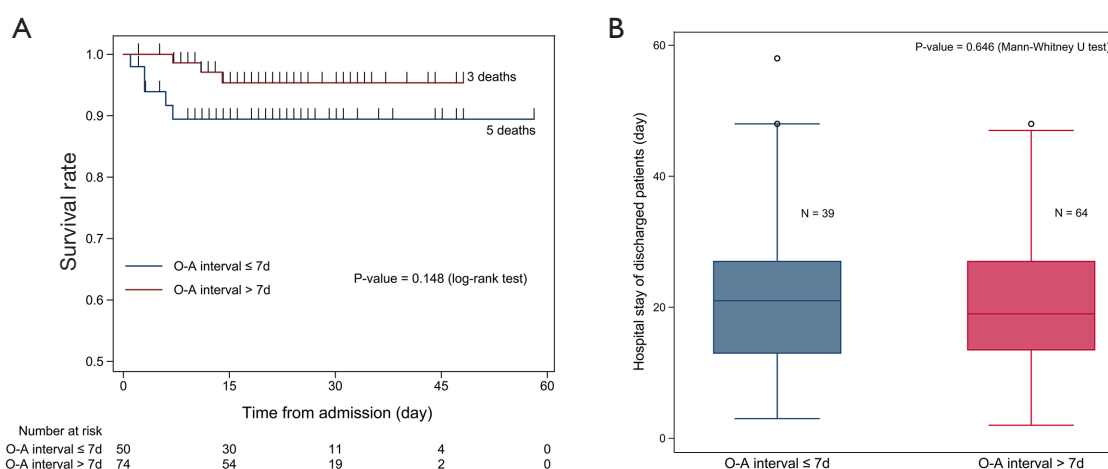 A
1.0
0.9
0.8
0.7
0.6
0.5
Survival rate
3 deaths
5 deaths
O-A interval ≤ 7d
O-A interval > 7d
P-value = 0.148 (log-rank test)
0 15 30 45 60
Time from admission (day)
Number at risk
O-A interval ≤ 7d 50 30 11 4 0
O-A interval > 7d 74 54 19 2 0
B
60
40
20
0
Hospital stay of discharged patients (day)
P-value = 0.646 (Mann-Whitney U test)
N = 39
N = 64
O-A interval ≤ 7d
O-A interval > 7d